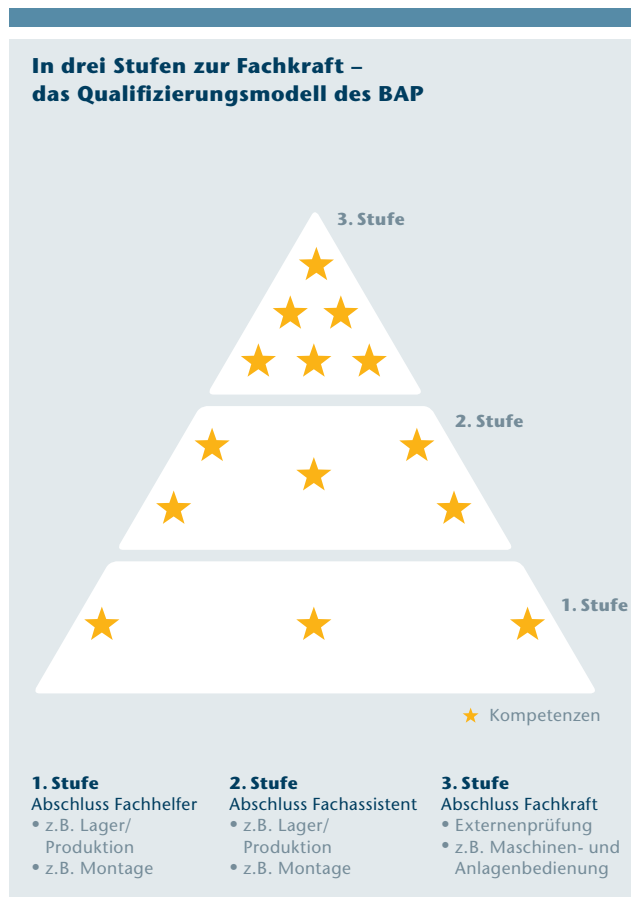 In drei Stufen zur Fachkraft –
das Qualifizierungsmodell des BAP
3. Stufe
2. Stufe
1. Stufe
Kompetenzen
1. Stufe
Abschluss Fachhelfer
• z.B. Lager/
Produktion
• z.B. Montage
2. Stufe
Abschluss Fachassistent
• z.B. Lager/
Produktion
• z.B. Montage
3. Stufe
Abschluss Fachkraft
• Externenprüfung
• z.B. Maschinen- und
Anlagenbedienung